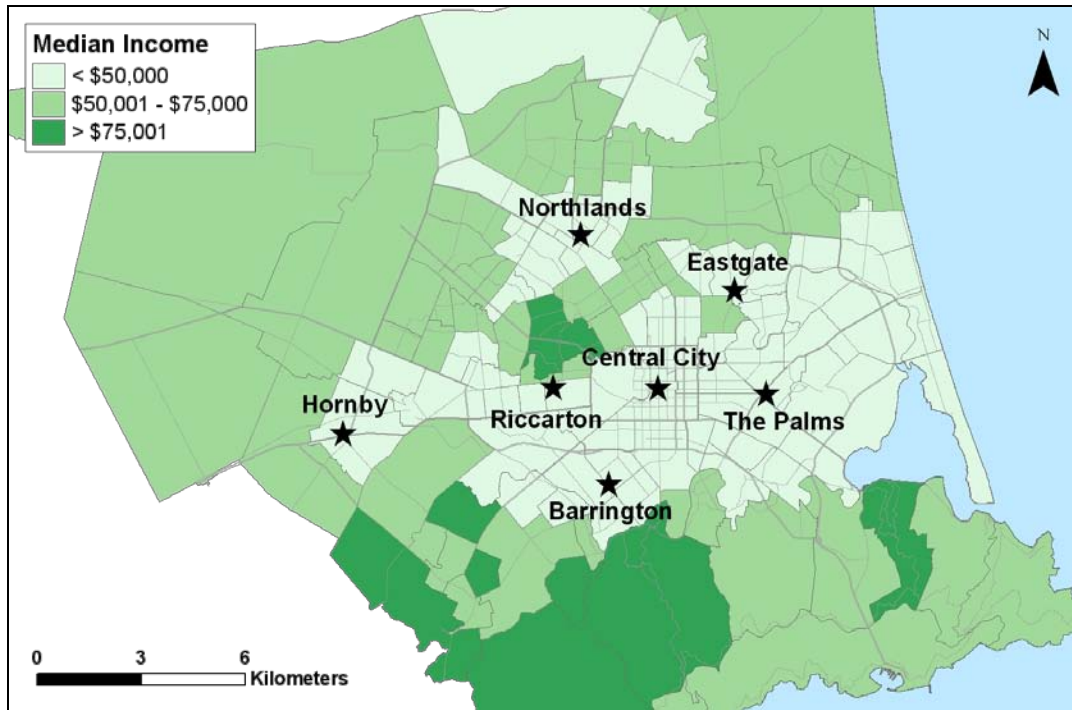 Median Income
< $50,000
$50,001 - $75,000
> $75,001
N
Northlands
Eastgate
Central City
Hornby
Riccarton
The Palms
Barrington
0 3 6
Kilometers